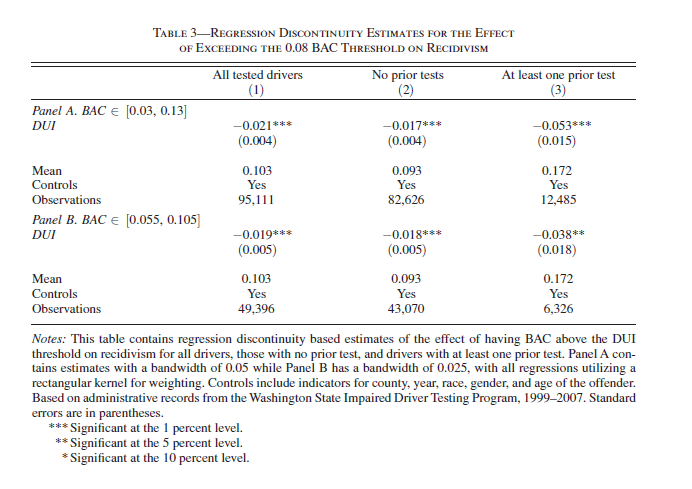 TABLE 3—REGRESSION DISCONTINUITY ESTIMATES FOR THE EFFECT
OF EXCEEDING THE 0.08 BAC THRESHOLD ON RECIDIVISM
All tested drivers No prior tests At least one prior test
(1) (2) (3)
Panel A. BAC ∈ [0.03, 0.13]
DUI −0.021*** −0.017*** −0.053***
(0.004) (0.004) (0.015)
Mean 0.103 0.093 0.172
Controls Yes Yes Yes
Observations 95,111 82,626 12,485
Panel B. BAC ∈ [0.055, 0.105]
DUI −0.019*** −0.018*** −0.038**
(0.005) (0.005) (0.018)
Mean 0.103 0.093 0.172
Controls Yes Yes Yes
Observations 49,396 43,070 6,326
Notes: This table contains regression discontinuity based estimates of the effect of having BAC above the DUI
threshold on recidivism for all drivers, those with no prior test, and drivers with at least one prior test. Panel A con-
tains estimates with a bandwidth of 0.05 while Panel B has a bandwidth of 0.025, with all regressions utilizing a
rectangular kernel for weighting. Controls include indicators for county, year, race, gender, and age of the offender.
Based on administrative records from the Washington State Impaired Driver Testing Program, 1999–2007. Standard
errors are in parentheses.
*** Significant at the 1 percent level.
** Significant at the 5 percent level.
* Significant at the 10 percent level.